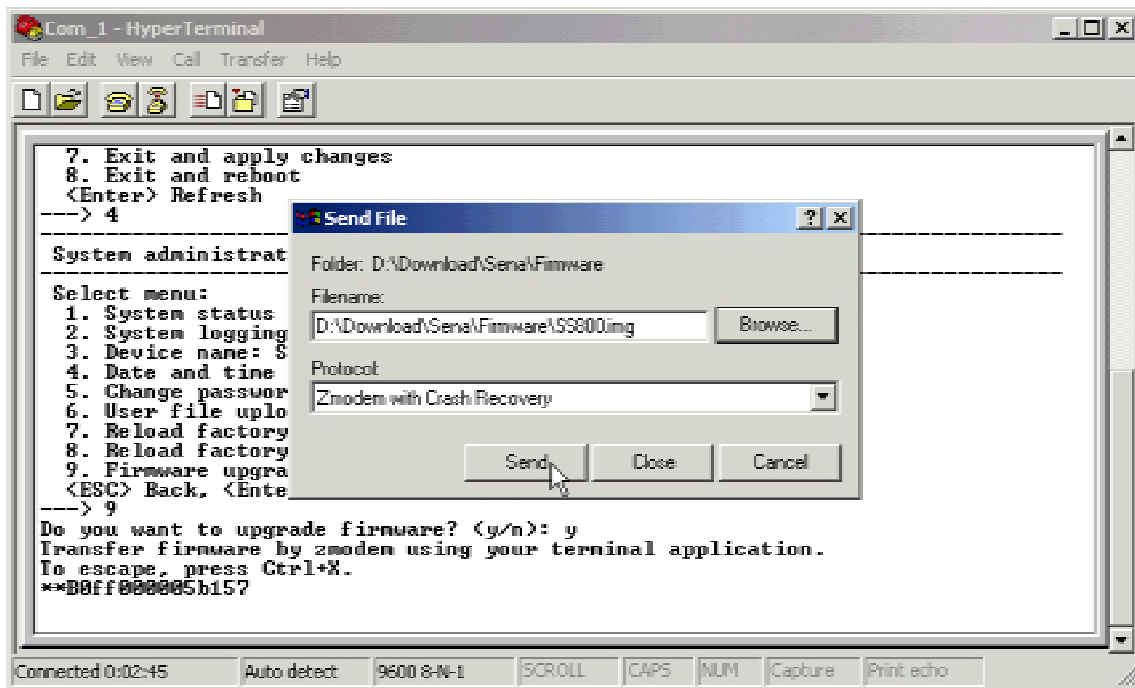 Com_1 - HyperTerminal
File Edit View Call Transfer Help
7. Exit and apply changes
8. Exit and reboot
<Enter> Refresh
---> 4
System administrat
Select menu:
1. System status
2. System logging
3. Device name: S
4. Date and time
5. Change passwor
6. User file uplo
7. Reload factory
8. Reload factory
9. Firmware upgra
<ESC> Back, <Ente
---> 9
Do you want to upgrade firmware? (y/n): y
Transfer firmware by zmodem using your terminal application.
To escape, press Ctrl+X.
**B0ff000005b157
Send File
Folder: D:\Download\Sena\Firmware
Filename:
D:\Download\Sena\Firmware\SS800.img
Browse...
Protocol:
Zmodem with Crash Recovery
Send
Close
Cancel
Connected 0:02:45 Auto detect 9600 8-N-1 SCROLL CAPS NUM Capture Print echo